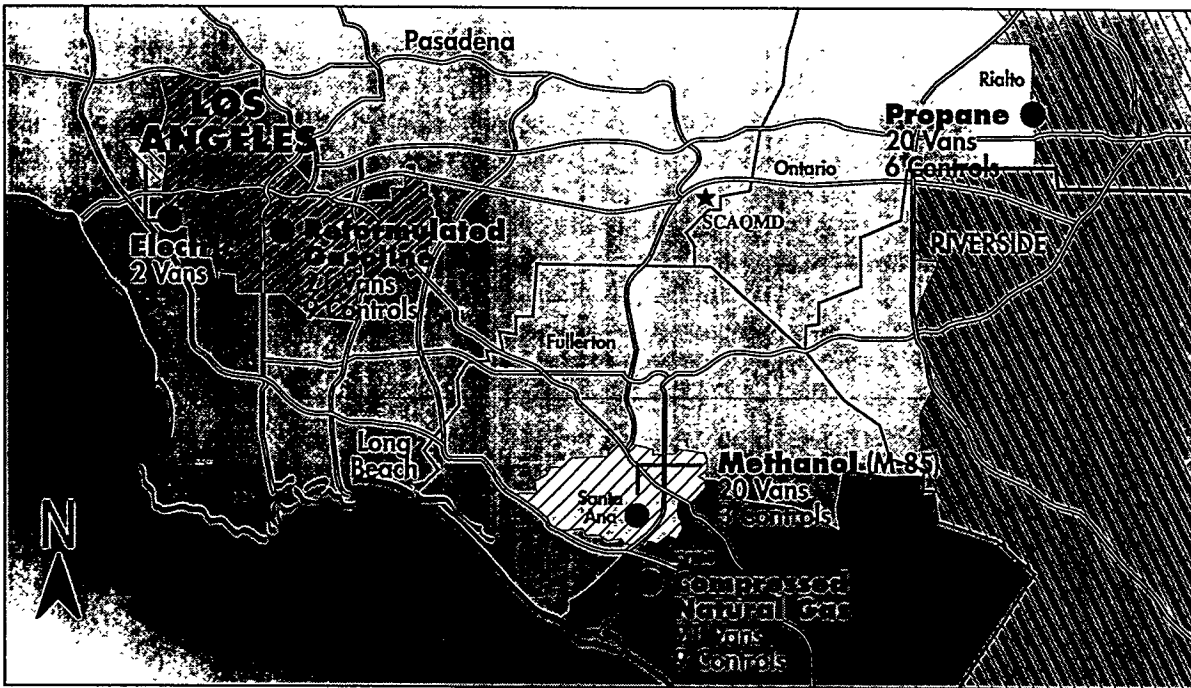 Pasadena
LOS
ANGELES
Rialto
Propane
20 Vans
6 Controls
Ontario
SCAQMD
RIVERSIDE
Elect.
2 Vans
Reformulated
Gasoline
Controls
Fullerton
Long
Beach
Methanol (M-85)
20 Vans
Controls
Santa
Ana
Compressed
Natural Gas
Vans
Controls
N